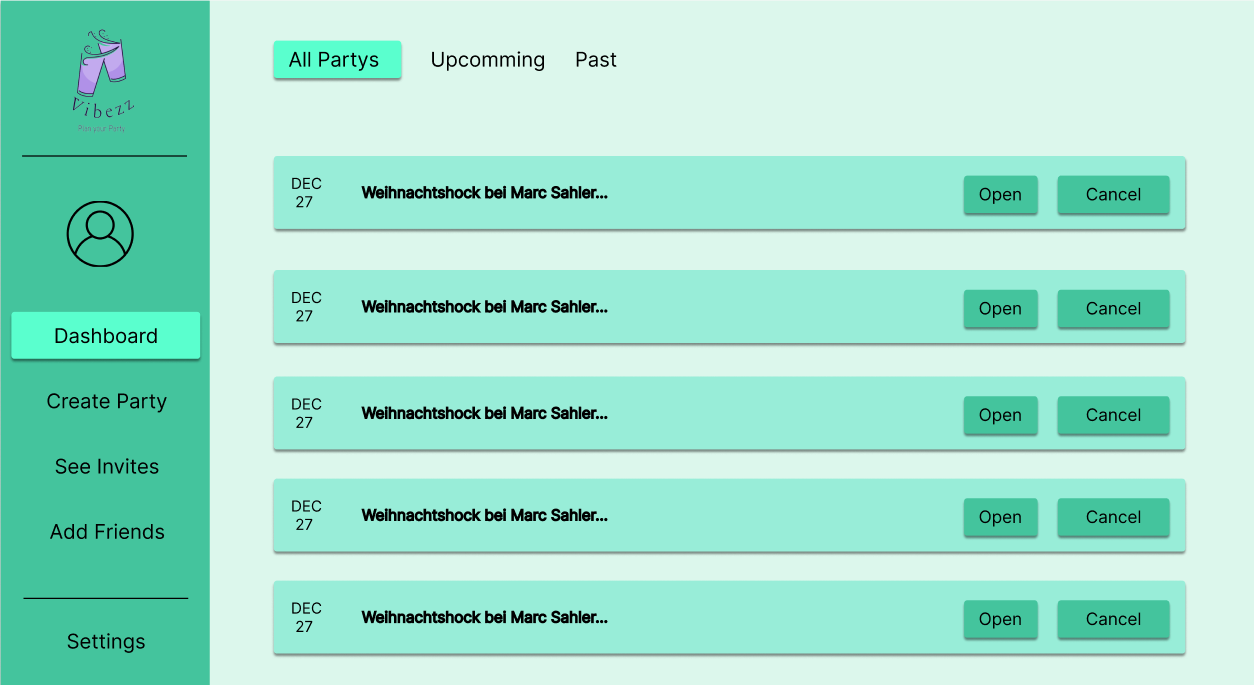 Vibezz
Plan your Party
Dashboard
Create Party
See Invites
Add Friends
Settings
All Partys
Upcomming
Past
DEC
27
Weihnachtshock bei Marc Sahler...
Open
Cancel
DEC
27
Weihnachtshock bei Marc Sahler...
Open
Cancel
DEC
27
Weihnachtshock bei Marc Sahler...
Open
Cancel
DEC
27
Weihnachtshock bei Marc Sahler...
Open
Cancel
DEC
27
Weihnachtshock bei Marc Sahler...
Open
Cancel